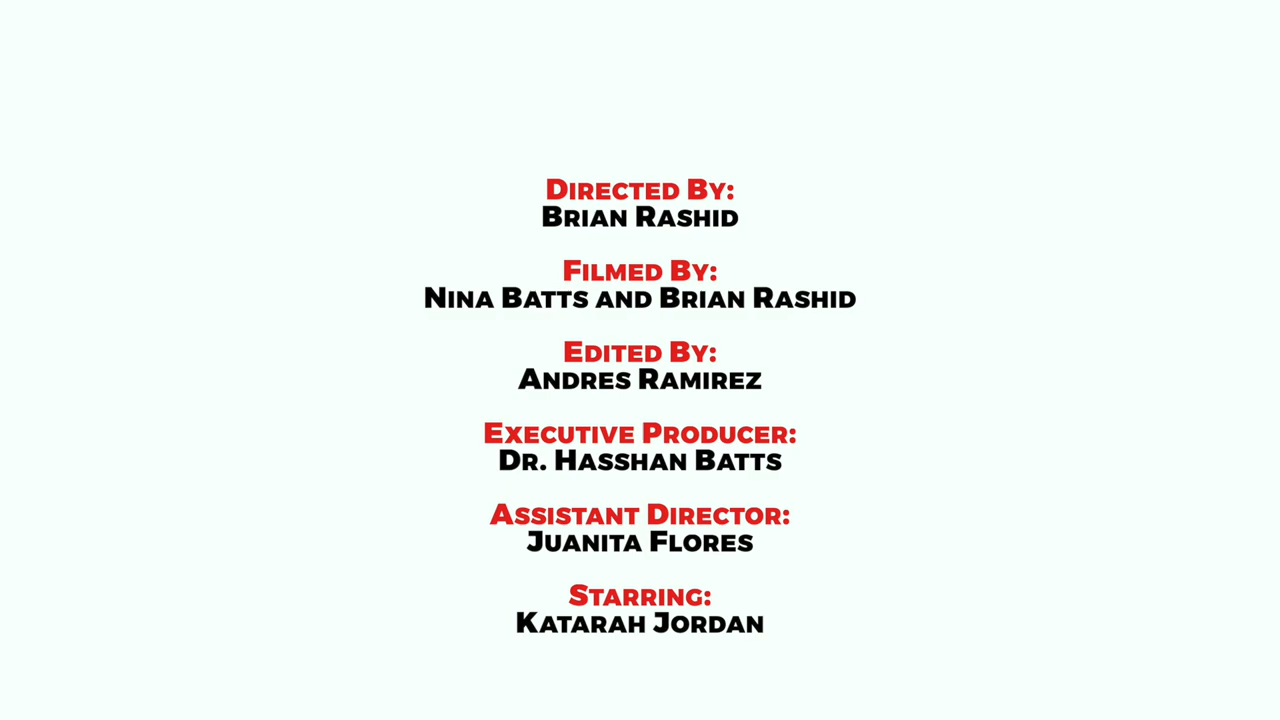 Directed By:
Brian Rashid
Filmed By:
Nina Batts and Brian Rashid
Edited By:
Andres Ramirez
Executive Producer:
Dr. Hasshan Batts
Assistant Director:
Juanita Flores
Starring:
Katarah Jordan